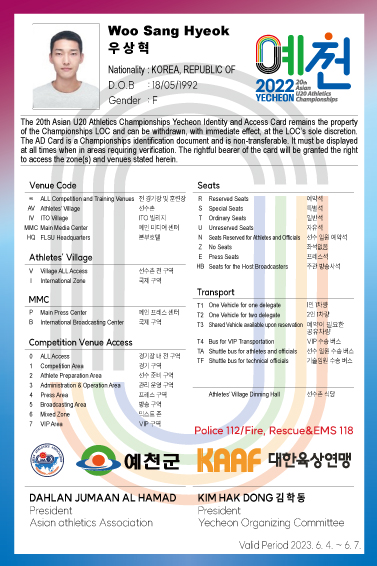 Woo Sang Hyeok
우상혁
Nationality : KOREA, REPUBLIC OF
D.O.B : 18/05/1992
Gender : F
예천
2022 20th Asian U20 Athletics Championships
YECHEON
The 20th Asian U20 Athletics Championships Yecheon Identity and Access Card remains the property
of the Championships LOC and can be withdrawn, with immediate effect, at the LOC's sole discretion.
The AD Card is a Championships identification document and is non-transferable. It must be displayed
at all times when in areas requiring verification. The rightful bearer of the card will be granted the right
to access the zone(s) and venues stated herein.
Venue Code
∞ ALL Competition and Training Venues 전 경기장 및 훈련장
AV Athletes' Village 선수촌
IV ITO Village ITO 빌리지
MMC Main Media Center 메인 미디어 센터
HQ FLSU Headquarters 본부호텔
Athletes' Village
V Village ALL Access 선수촌 전 구역
I International Zone 국제 구역
MMC
P Main Press Center 메인 프레스 센터
B International Broadcasting Center 국제 구역
Competition Venue Access
0 ALL Access 경기장 내 전 구역
1 Competition Area 경기 구역
2 Athlete Preparation Area 선수 준비 구역
3 Administration & Operation Area 관리 운영 구역
4 Press Area 프레스 구역
5 Broadcasting Area 방송 구역
6 Mixed Zone 믹스드 존
7 VIP Area VIP 구역
Seats
R Reserved Seats 예약석
S Special Seats 특별석
T Ordinary Seats 일반석
U Unreserved Seats 자유석
N Seats Reserved for Athletes and Officials 선수 임원 예약석
Z No Seats 좌석없음
E Press Seats 프레스석
HB Seats for the Host Broadcasters 주관 방송사석
Transport
T1 One Vehicle for one delegate 1인 1차량
T2 One Vehicle for two delegate 2인 1차량
T3 Shared Vehicle available upon reservation 예약이 필요한
공유차량
T4 Bus for VIP Transportation VIP 수송 버스
TA Shuttle bus for athletes and officials 선수 임원 수송 버스
TF Shuttle bus for technical officials 기술임원 수송 버스
Athletes' Village Dinning Hall 선수촌 식당
Police 112/Fire, Rescue&EMS 118
예천군
KAAF 대한육상연맹
DAHLAN JUMAAN AL HAMAD
President
Asian athletics Association
KIM HAK DONG 김학동
President
Yecheon Organizing Committee
Valid Period 2023. 6. 4. ~ 6. 7.